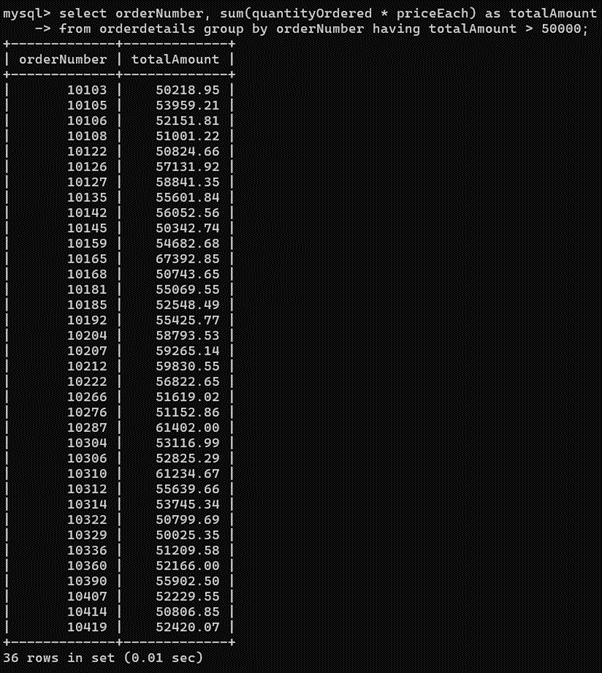 mysql> select orderNumber, sum(quantityOrdered * priceEach) as totalAmount
    -> from orderdetails group by orderNumber having totalAmount > 50000;
+-------------+-------------+
| orderNumber | totalAmount |
+-------------+-------------+
|       10103 |    50218.95 |
|       10105 |    53959.21 |
|       10106 |    52151.81 |
|       10108 |    51001.22 |
|       10122 |    50824.66 |
|       10126 |    57131.92 |
|       10127 |    58841.35 |
|       10135 |    55601.84 |
|       10142 |    56052.56 |
|       10145 |    50342.74 |
|       10159 |    54682.68 |
|       10165 |    67392.85 |
|       10168 |    50743.65 |
|       10181 |    55069.55 |
|       10185 |    52548.49 |
|       10192 |    55425.77 |
|       10204 |    58793.53 |
|       10207 |    59265.14 |
|       10212 |    59830.55 |
|       10222 |    56822.65 |
|       10266 |    51619.02 |
|       10276 |    51152.86 |
|       10287 |    61402.00 |
|       10304 |    53116.99 |
|       10306 |    52825.29 |
|       10310 |    61234.67 |
|       10312 |    55639.66 |
|       10314 |    53745.34 |
|       10322 |    50799.69 |
|       10329 |    50025.35 |
|       10336 |    51209.58 |
|       10360 |    52166.00 |
|       10390 |    55902.50 |
|       10407 |    52229.55 |
|       10414 |    50806.85 |
|       10419 |    52420.07 |
+-------------+-------------+
36 rows in set (0.01 sec)